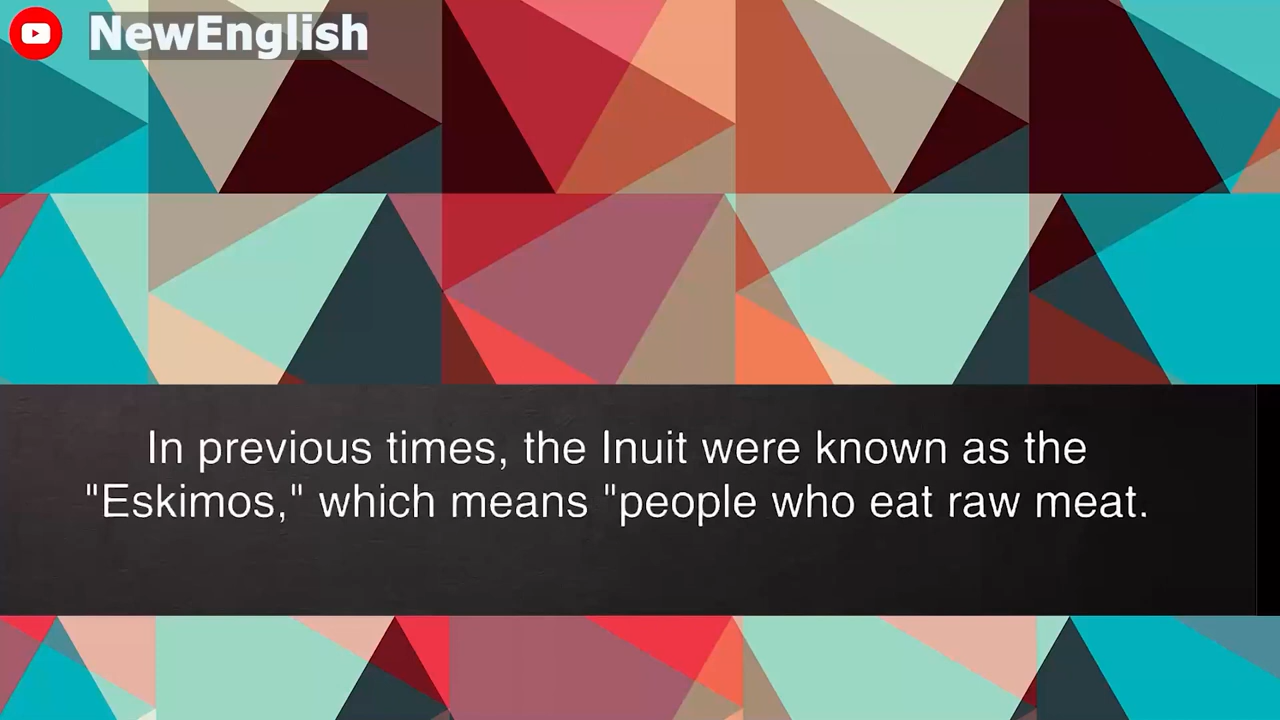 NewEnglish
In previous times, the Inuit were known as the
"Eskimos," which means "people who eat raw meat.